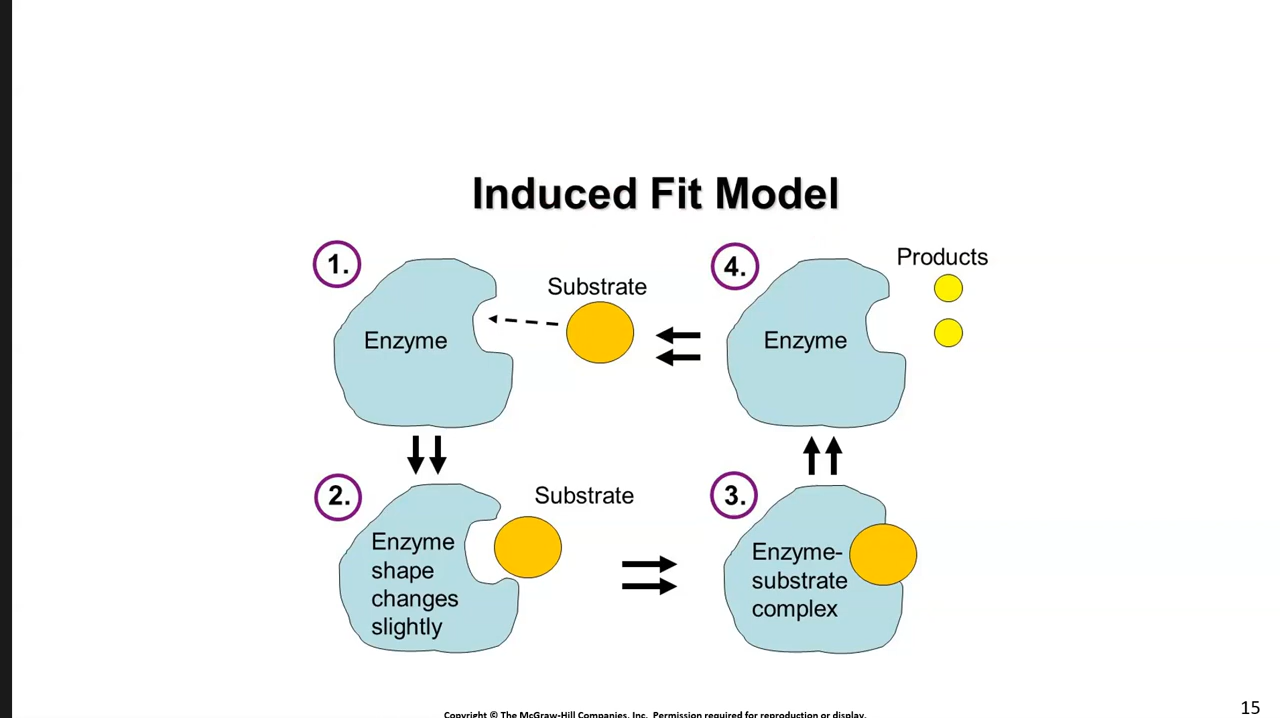 Induced Fit Model
1.
Enzyme
Substrate
4.
Enzyme
Products
2.
Enzyme
shape
changes
slightly
Substrate
3.
Enzyme-
substrate
complex
Copyright © The McGraw-Hill Companies, Inc. Permission required for reproduction or display.
15